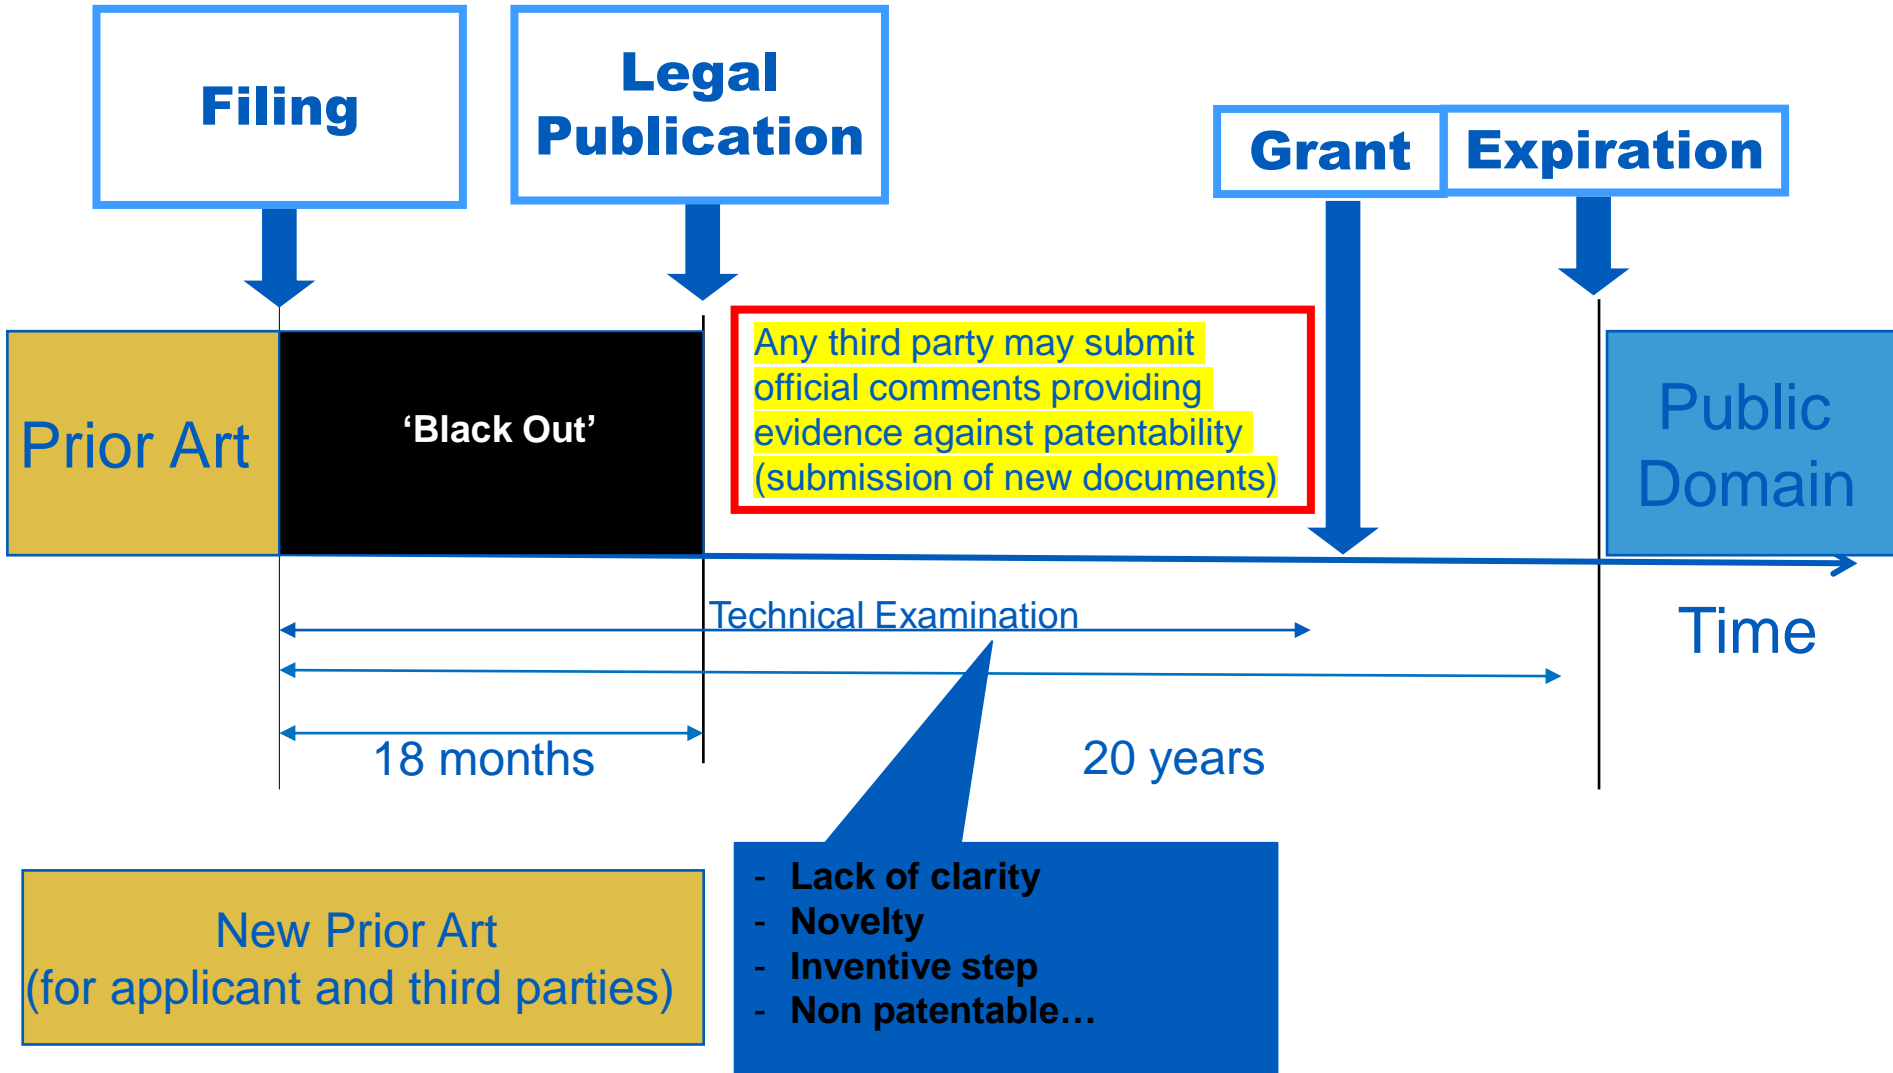 Filing
Legal
Publication
Grant
Expiration
Prior Art
‘Black Out’
Any third party may submit
official comments providing
evidence against patentability
(submission of new documents)
Public
Domain
Technical Examination
Time
18 months
20 years
New Prior Art
(for applicant and third parties)
- Lack of clarity
- Novelty
- Inventive step
- Non patentable…